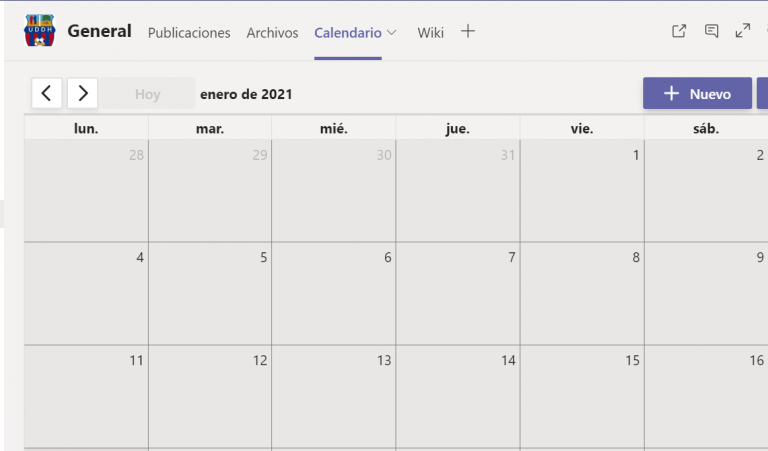 UDDH General Publicaciones Archivos Calendario Wiki
Hoy enero de 2021 Nuevo
lun. mar. mié. jue. vie. sáb.
28 29 30 31 1 2
4 5 6 7 8 9
11 12 13 14 15 16